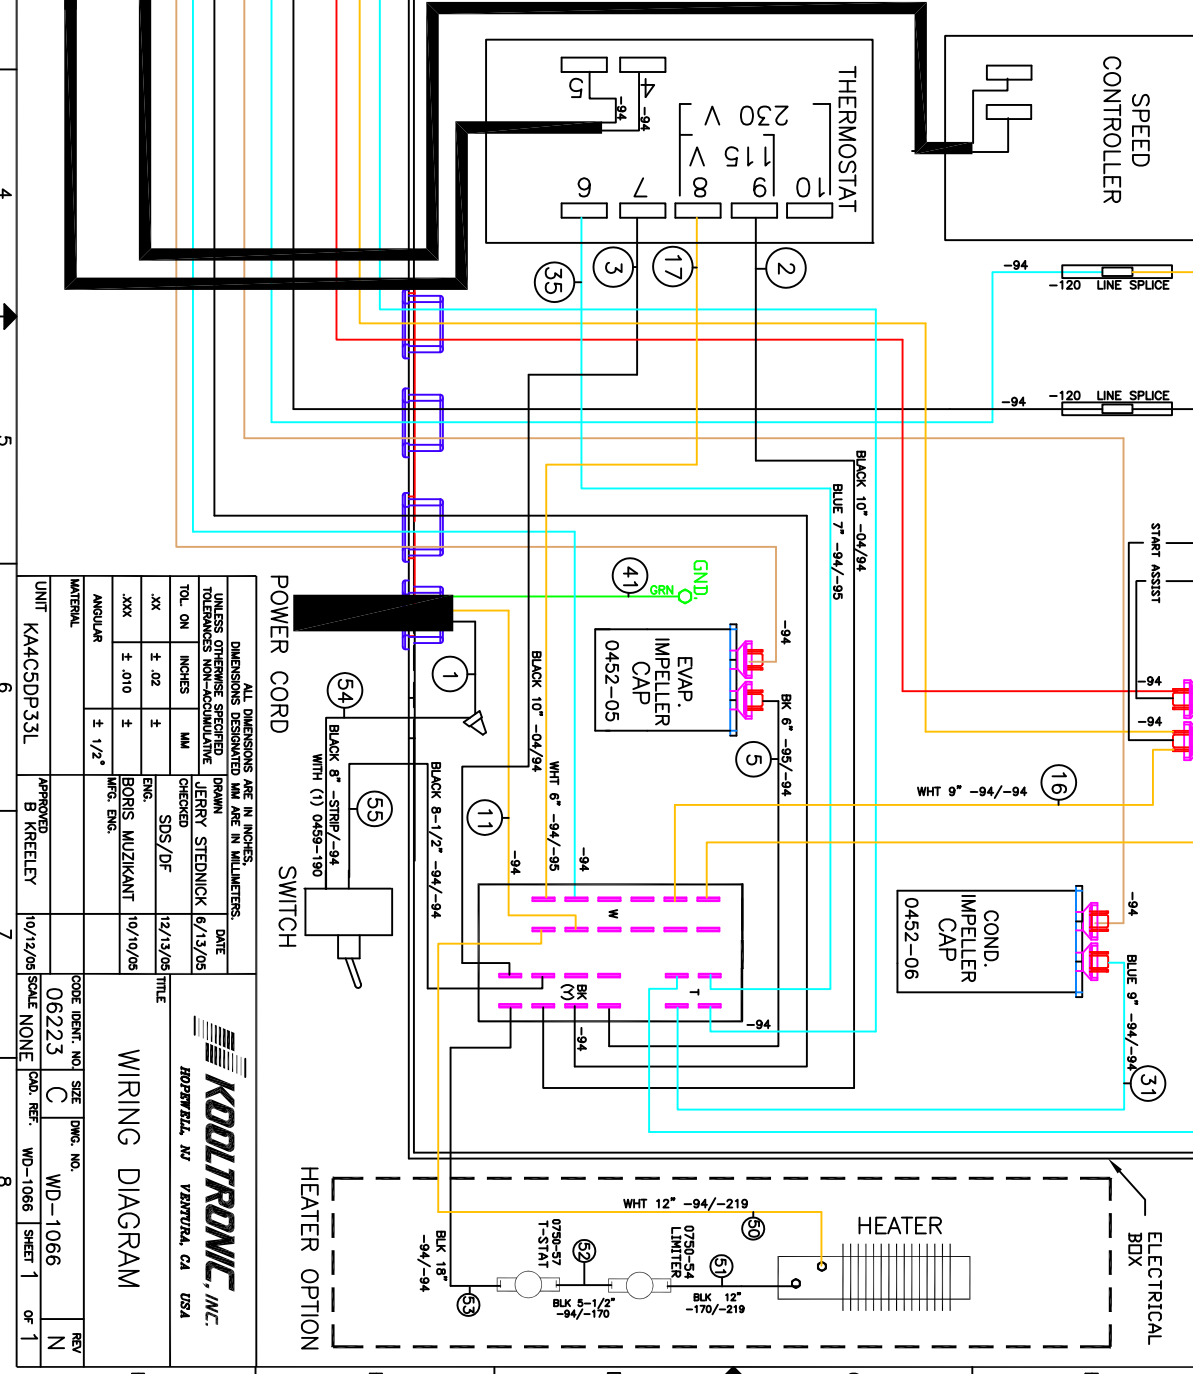 SPEED
CONTROLLER
THERMOSTAT
4
5
-94
-94
230 V
115 V
6
7
8
9
10
35
3
17
2
-94
-120 LINE SPLICE
-94
-120 LINE SPLICE
START ASSIST
-94
-94
BLACK 10" -04/94
BLUE 7" -94/-95
GND.
GRN
41
EVAP.
IMPELLER
CAP
0452-05
-94
BK 6" -95/-94
5
16
WHT 9" -94/-94
POWER CORD
1
54
BLACK 8" -STRIP/-94
WITH (1) 0459-190
55
BLACK 8-1/2" -94/-94
BLACK 10" -04/94
WHT 6" -94/-95
11
-94
-94
SWITCH
W
BK
(Y)
T
-94
-94
COND.
IMPELLER
CAP
0452-06
-94
BLUE 9" -94/-94
31
ELECTRICAL
BOX
HEATER OPTION
HEATER
WHT 12" -94/-219
50
0750-57
T-STAT
52
0750-54
LIMITER
51
BLK 18"
-94/-94
53
BLK 5-1/2"
-94/-170
BLK 12"
-170/-219
ALL DIMENSIONS ARE IN INCHES,
DIMENSIONS DESIGNATED MM ARE IN MILLIMETERS.
UNLESS OTHERWISE SPECIFIED
TOLERANCES NON-ACCUMULATIVE
TOL. ON INCHES MM
.XX ± .02 ±
.XXX ± .010 ±
ANGULAR ± 1/2°
MATERIAL
UNIT KA4C5DP33L
DRAWN DATE
JERRY STEDNICK 6/13/05
CHECKED
SDS/DF 12/13/05
ENG.
BORIS MUZIKANT 10/10/05
MFG. ENG.
APPROVED
B KREELEY 10/12/05
KOOLTRONIC, INC.
HOPEWELL, NJ VENTURA, CA USA
TITLE
WIRING DIAGRAM
CODE IDENT. NO. SIZE DWG. NO. REV
06223 C WD-1066 N
SCALE NONE CAD. REF. WD-1066 SHEET 1 OF 1
4
5
6
7
8